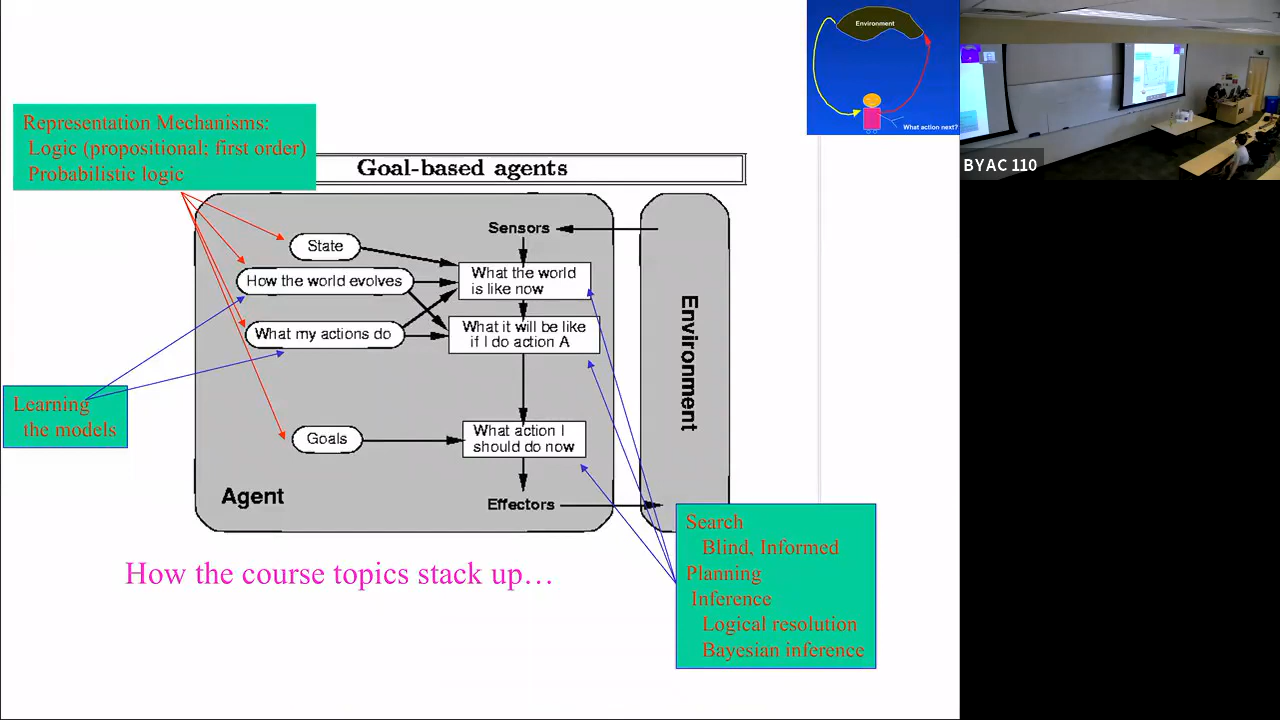 Environment
What action next?
BYAC 110
Representation Mechanisms:
Logic (propositional; first order)
Probabilistic logic
Goal-based agents
Sensors
State
How the world evolves
What the world
is like now
What my actions do
What it will be like
if I do action A
Environment
Learning
the models
Goals
What action I
should do now
Agent
Effectors
How the course topics stack up…
Search
Blind, Informed
Planning
Inference
Logical resolution
Bayesian inference